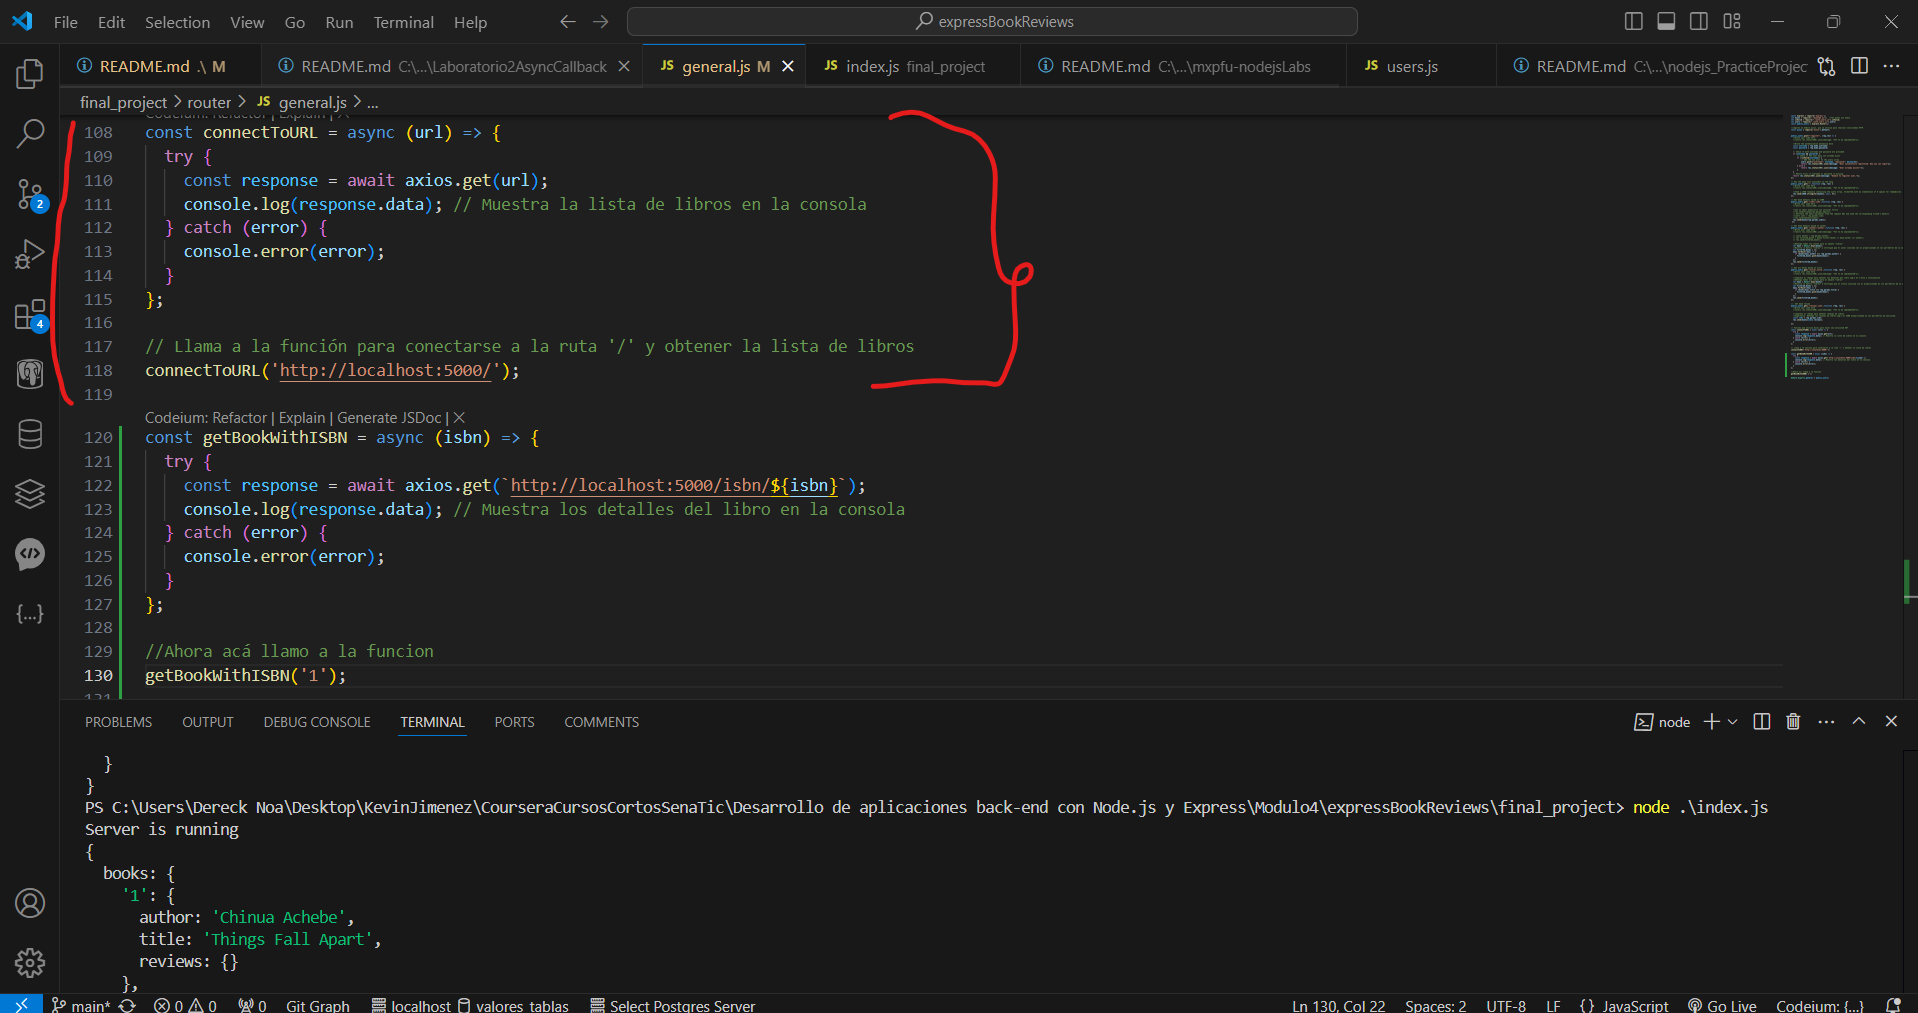 File Edit Selection View Go Run Terminal Help
expressBookReviews
README.md .\ M
README.md C:\...\Laboratorio2AsyncCallback
JS general.js M
JS index.js final_project
README.md C:\...\mxpfu-nodejsLabs
JS users.js
README.md C:\...\nodejs_PracticeProjec
final_project > router > JS general.js > ...
Codeium: Refactor | Explain |
108 const connectToURL = async (url) => {
109 try {
110 const response = await axios.get(url);
111 console.log(response.data); // Muestra la lista de libros en la consola
112 } catch (error) {
113 console.error(error);
114 }
115 };
116
117 // Llama a la función para conectarse a la ruta '/' y obtener la lista de libros
118 connectToURL('http://localhost:5000/');
119
Codeium: Refactor | Explain | Generate JSDoc | X
120 const getBookWithISBN = async (isbn) => {
121 try {
122 const response = await axios.get(`http://localhost:5000/isbn/${isbn}`);
123 console.log(response.data); // Muestra los detalles del libro en la consola
124 } catch (error) {
125 console.error(error);
126 }
127 };
128
129 //Ahora acá llamo a la funcion
130 getBookWithISBN('1');
131
2
4
PROBLEMS OUTPUT DEBUG CONSOLE TERMINAL PORTS COMMENTS
node
}
}
PS C:\Users\Dereck Noa\Desktop\KevinJimenez\CourseraCursosCortosSenaTic\Desarrollo de aplicaciones back-end con Node.js y Express\Modulo4\expressBookReviews\final_project> node .\index.js
Server is running
{
books: {
'1': {
author: 'Chinua Achebe',
title: 'Things Fall Apart',
reviews: {}
},
main* 0 0 0 Git Graph localhost valores_tablas Select Postgres Server Ln 130, Col 22 Spaces: 2 UTF-8 LF {} JavaScript Go Live Codeium: {...}